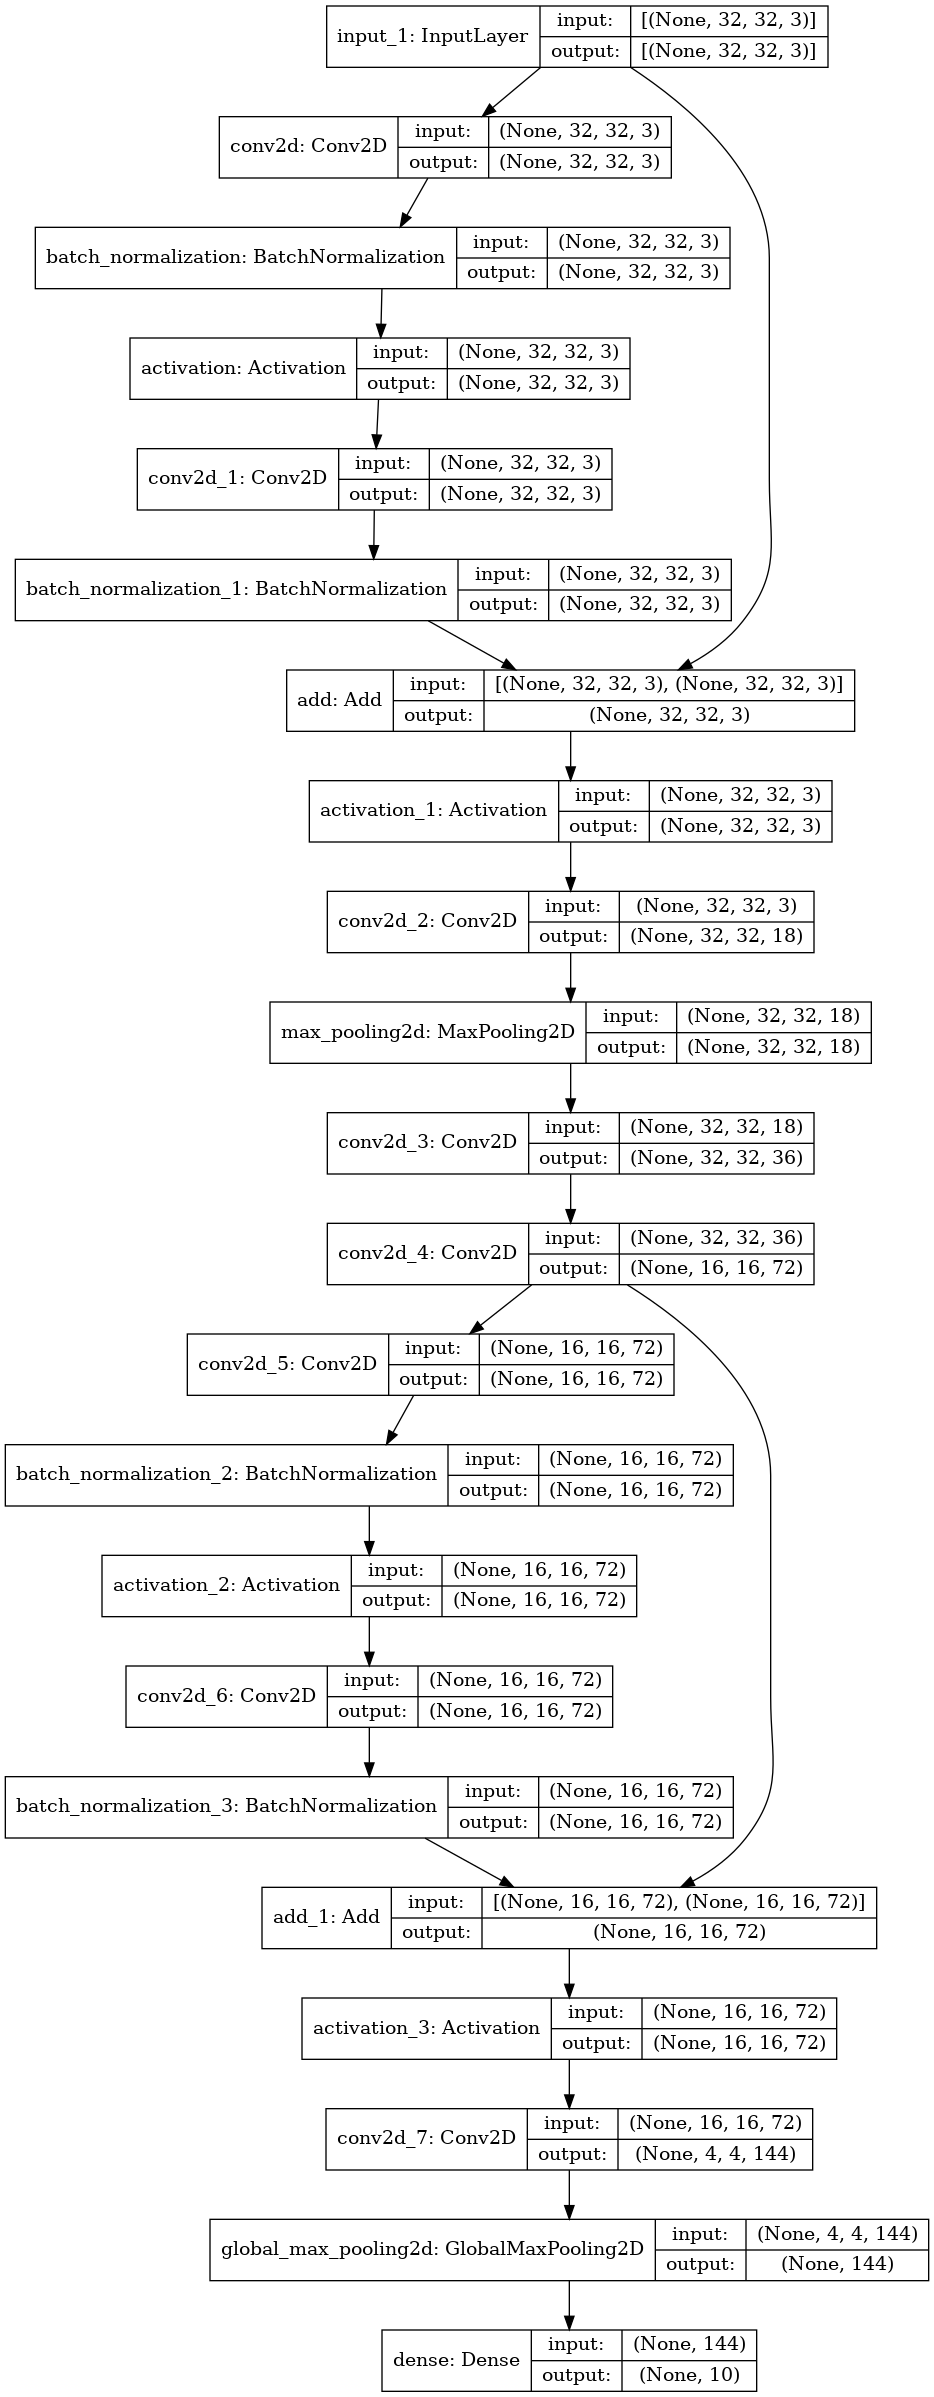 input_1: InputLayer input: [(None, 32, 32, 3)]
output: [(None, 32, 32, 3)]
conv2d: Conv2D input: (None, 32, 32, 3)
output: (None, 32, 32, 3)
batch_normalization: BatchNormalization input: (None, 32, 32, 3)
output: (None, 32, 32, 3)
activation: Activation input: (None, 32, 32, 3)
output: (None, 32, 32, 3)
conv2d_1: Conv2D input: (None, 32, 32, 3)
output: (None, 32, 32, 3)
batch_normalization_1: BatchNormalization input: (None, 32, 32, 3)
output: (None, 32, 32, 3)
add: Add input: [(None, 32, 32, 3), (None, 32, 32, 3)]
output: (None, 32, 32, 3)
activation_1: Activation input: (None, 32, 32, 3)
output: (None, 32, 32, 3)
conv2d_2: Conv2D input: (None, 32, 32, 3)
output: (None, 32, 32, 18)
max_pooling2d: MaxPooling2D input: (None, 32, 32, 18)
output: (None, 32, 32, 18)
conv2d_3: Conv2D input: (None, 32, 32, 18)
output: (None, 32, 32, 36)
conv2d_4: Conv2D input: (None, 32, 32, 36)
output: (None, 16, 16, 72)
conv2d_5: Conv2D input: (None, 16, 16, 72)
output: (None, 16, 16, 72)
batch_normalization_2: BatchNormalization input: (None, 16, 16, 72)
output: (None, 16, 16, 72)
activation_2: Activation input: (None, 16, 16, 72)
output: (None, 16, 16, 72)
conv2d_6: Conv2D input: (None, 16, 16, 72)
output: (None, 16, 16, 72)
batch_normalization_3: BatchNormalization input: (None, 16, 16, 72)
output: (None, 16, 16, 72)
add_1: Add input: [(None, 16, 16, 72), (None, 16, 16, 72)]
output: (None, 16, 16, 72)
activation_3: Activation input: (None, 16, 16, 72)
output: (None, 16, 16, 72)
conv2d_7: Conv2D input: (None, 16, 16, 72)
output: (None, 4, 4, 144)
global_max_pooling2d: GlobalMaxPooling2D input: (None, 4, 4, 144)
output: (None, 144)
dense: Dense input: (None, 144)
output: (None, 10)